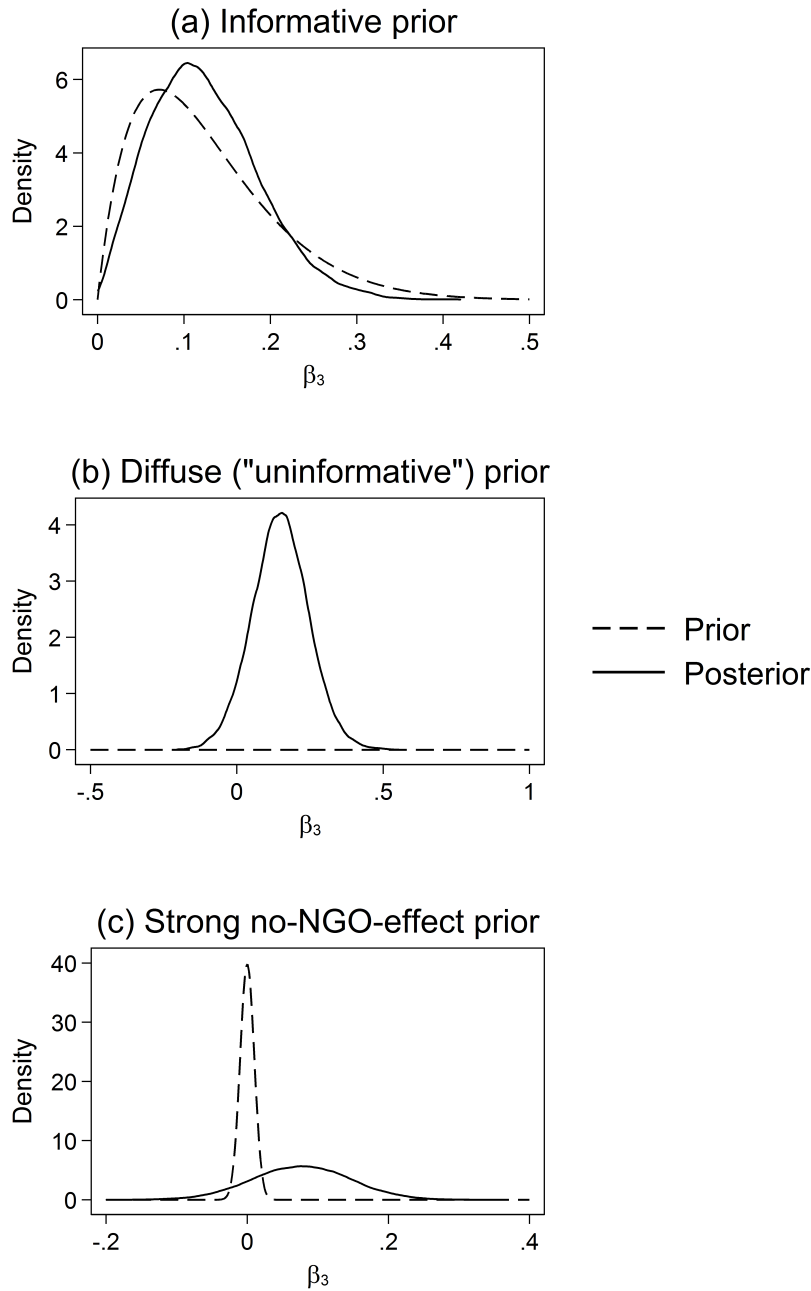 (a) Informative prior
Density
6
4
2
0
0 .1 .2 .3 .4 .5
β₃
(b) Diffuse ("uninformative") prior
Density
4
3
2
1
0
-.5 0 .5 1
β₃
Prior
Posterior
(c) Strong no-NGO-effect prior
Density
40
30
20
10
0
-.2 0 .2 .4
β₃